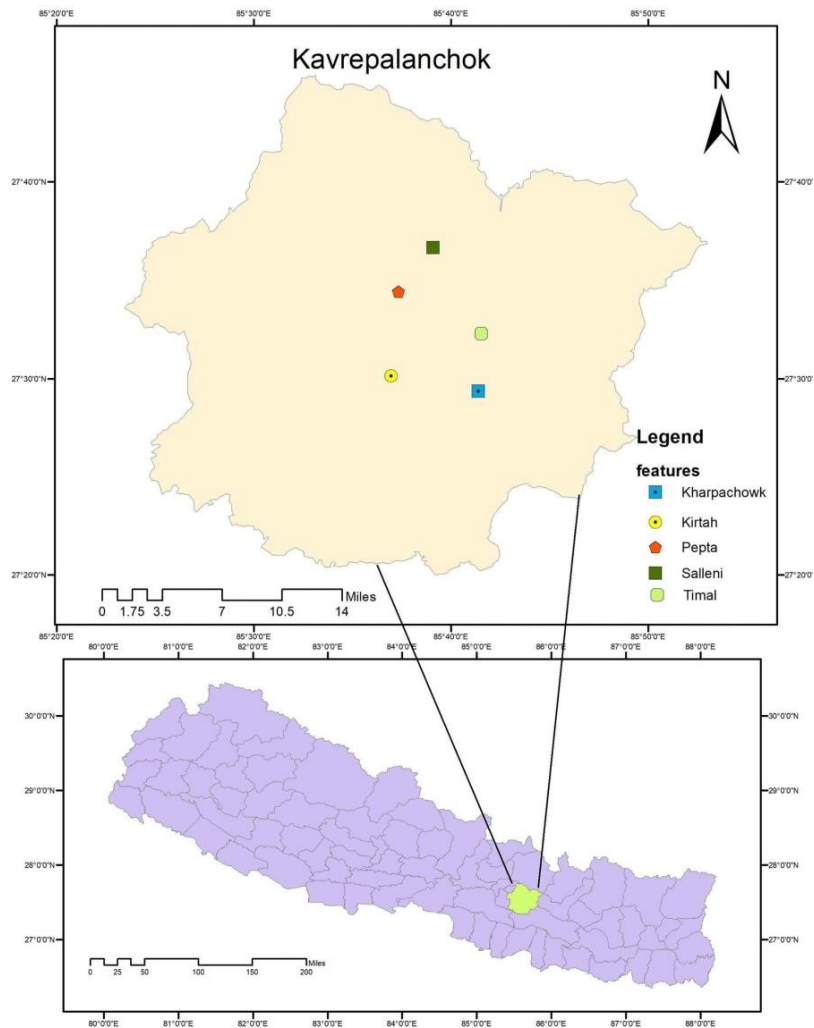 85°20'0"E 85°30'0"E 85°40'0"E 85°50'0"E
Kavrepalanchok
N
27°40'0"N 27°40'0"N
27°30'0"N 27°30'0"N
Legend
features
Kharpachowk
Kirtah
Pepta
Salleni
Timal
27°20'0"N 27°20'0"N
Miles
0 1.75 3.5 7 10.5 14
85°20'0"E 85°30'0"E 85°40'0"E 85°50'0"E
80°0'0"E 81°0'0"E 82°0'0"E 83°0'0"E 84°0'0"E 85°0'0"E 86°0'0"E 87°0'0"E 88°0'0"E
30°0'0"N 30°0'0"N
29°0'0"N 29°0'0"N
28°0'0"N 28°0'0"N
27°0'0"N 27°0'0"N
Miles
0 25 50 100 150 200
80°0'0"E 81°0'0"E 82°0'0"E 83°0'0"E 84°0'0"E 85°0'0"E 86°0'0"E 87°0'0"E 88°0'0"E